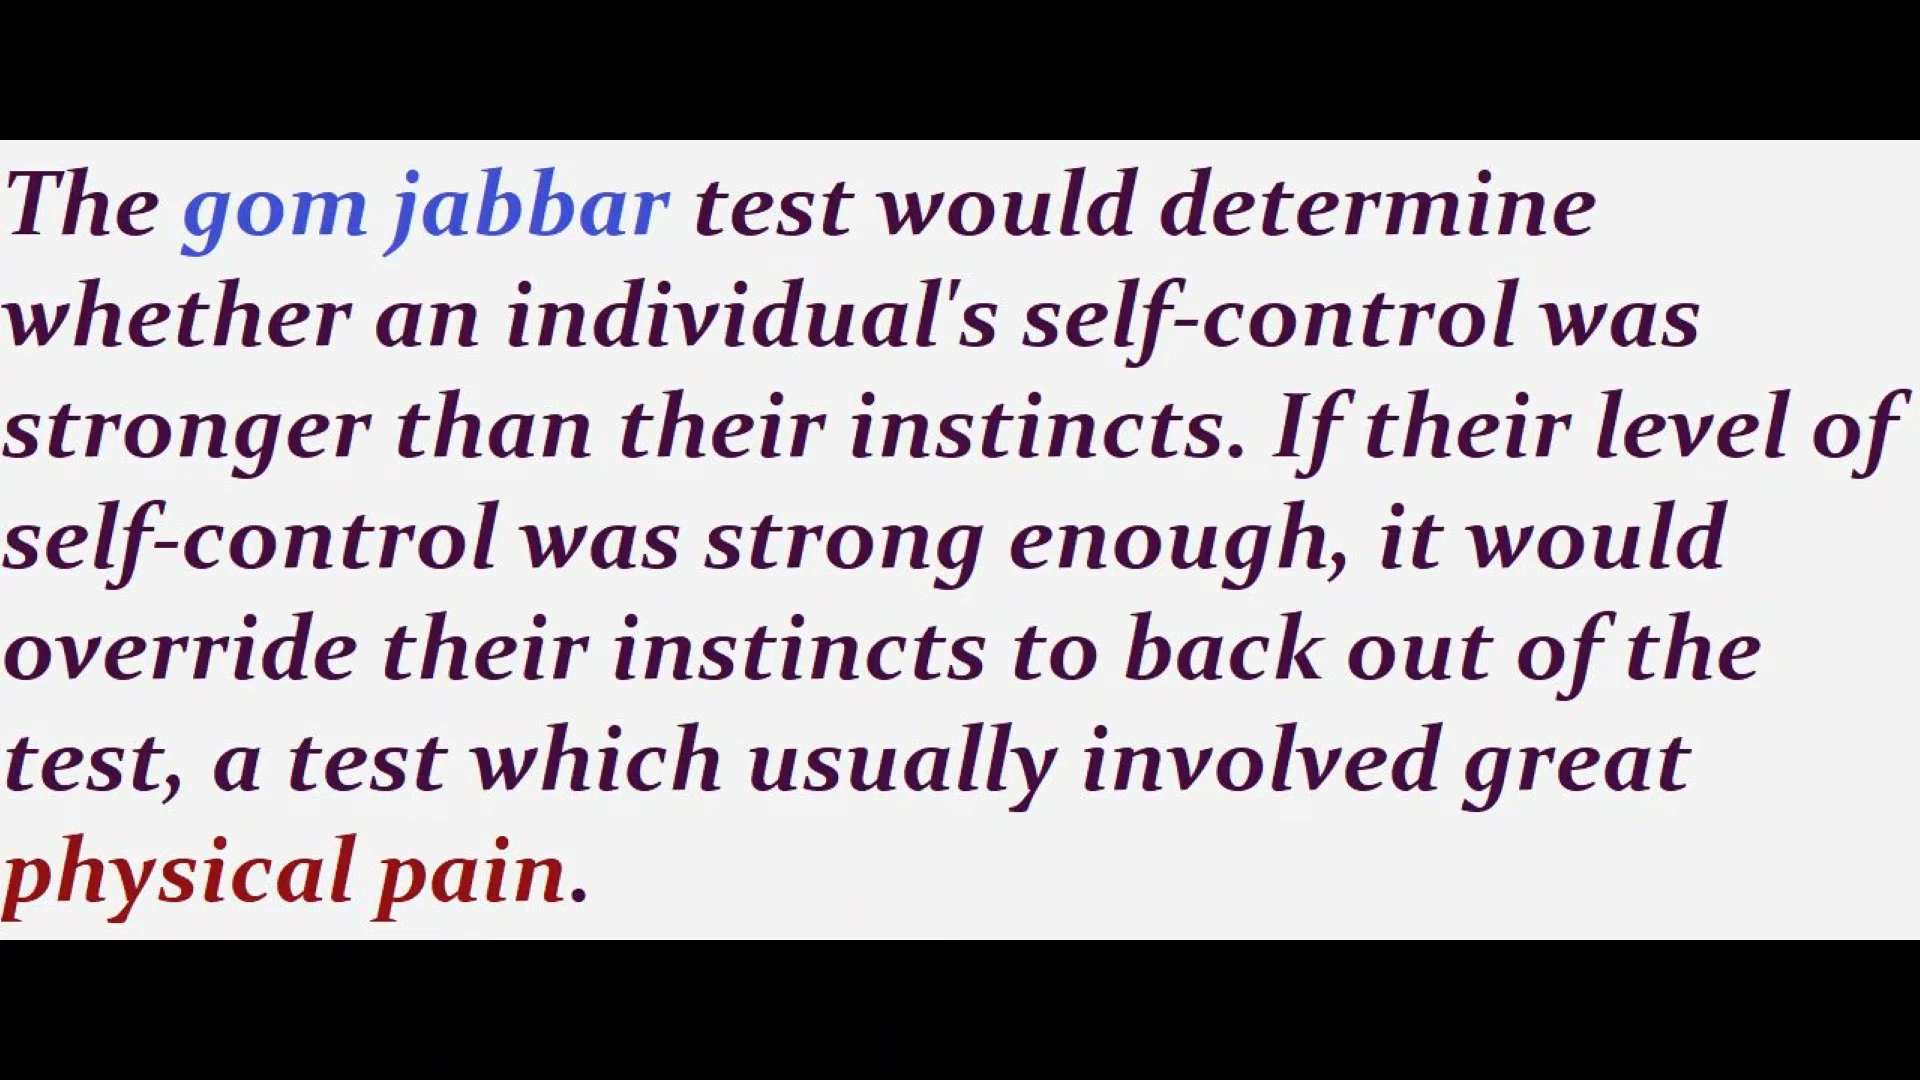 The gom jabbar test would determine
whether an individual's self-control was
stronger than their instincts. If their level of
self-control was strong enough, it would
override their instincts to back out of the
test, a test which usually involved great
physical pain.